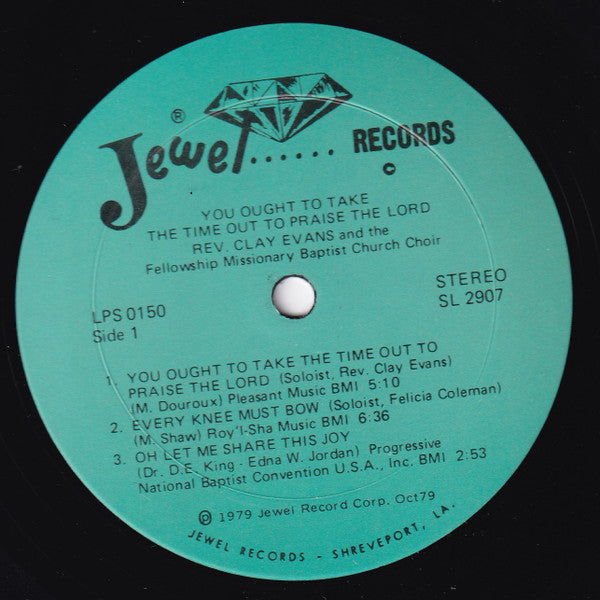 ®
Jewel...... RECORDS
©
YOU OUGHT TO TAKE
THE TIME OUT TO PRAISE THE LORD
REV. CLAY EVANS and the
Fellowship Missionary Baptist Church Choir
LPS 0150
Side 1
STEREO
SL 2907
1. YOU OUGHT TO TAKE THE TIME OUT TO
PRAISE THE LORD (Soloist, Rev. Clay Evans)
(M. Douroux) Pleasant Music BMI 5:10
2. EVERY KNEE MUST BOW (Soloist, Felicia Coleman)
(M. Shaw) Roy'l-Sha Music BMI 6:36
3. OH LET ME SHARE THIS JOY
(Dr. D.E. King - Edna W. Jordan) Progressive
National Baptist Convention U.S.A., Inc. BMI 2:53
℗ 1979 Jewel Record Corp. Oct79
JEWEL RECORDS - SHREVEPORT, LA.